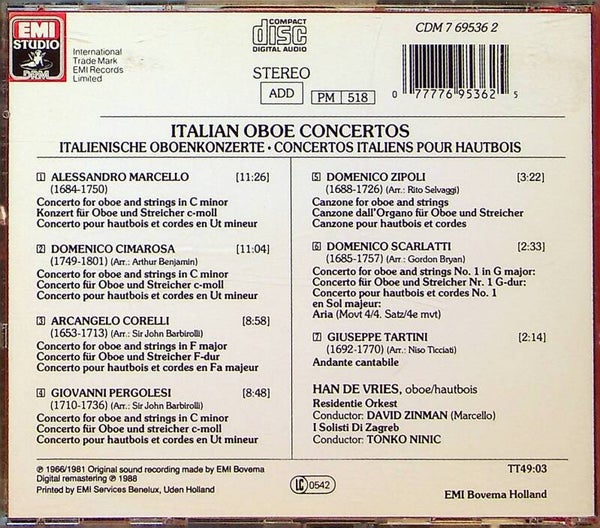 EMI
STUDIO
DRM
International
Trade Mark
EMI Records
Limited
COMPACT
disc
DIGITAL AUDIO
STEREO
ADD
PM 518
CDM 7 69536 2
0 77776 95362 5
ITALIAN OBOE CONCERTOS
ITALIENISCHE OBOENKONZERTE • CONCERTOS ITALIENS POUR HAUTBOIS
1 ALESSANDRO MARCELLO [11:26]
(1684-1750)
Concerto for oboe and strings in C minor
Konzert für Oboe und Streicher c-moll
Concerto pour hautbois et cordes en Ut mineur
2 DOMENICO CIMAROSA [11:04]
(1749-1801) (Arr.: Arthur Benjamin)
Concerto for oboe and strings in C minor
Concerto für Oboe und Streicher c-moll
Concerto pour hautbois et cordes en Ut mineur
3 ARCANGELO CORELLI [8:58]
(1653-1713) (Arr.: Sir John Barbirolli)
Concerto for oboe and strings in F major
Concerto für Oboe und Streicher F-dur
Concerto pour hautbois et cordes en Fa majeur
4 GIOVANNI PERGOLESI [8:48]
(1710-1736) (Arr.: Sir John Barbirolli)
Concerto for oboe and strings in C minor
Concerto für Oboe und streicher c-moll
Concerto pour hautbois et cordes en Ut mineur
5 DOMENICO ZIPOLI [3:22]
(1688-1726) (Arr.: Rito Selvaggi)
Canzone for oboe and strings
Canzone dall'Organo für Oboe und Streicher
Canzone pour hautbois et cordes
6 DOMENICO SCARLATTI [2:33]
(1685-1757) (Arr.: Gordon Bryan)
Concerto for oboe and strings No. 1 in G major:
Concerto für Oboe und Streicher Nr. 1 G-dur:
Concerto pour hautbois et cordes No. 1
en Sol majeur:
Aria (Movt 4/4. Satz/4e mvt)
7 GIUSEPPE TARTINI [2:14]
(1692-1770) (Arr.: Niso Ticciati)
Andante cantabile
HAN DE VRIES, oboe/hautbois
Residentie Orkest
Conductor: DAVID ZINMAN (Marcello)
I Solisti Di Zagreb
Conductor: TONKO NINIC
℗ 1966/1981 Original sound recording made by EMI Bovema
Digital remastering ℗ 1988
Printed by EMI Services Benelux, Uden Holland
LC 0542
TT49:03
EMI Bovema Holland